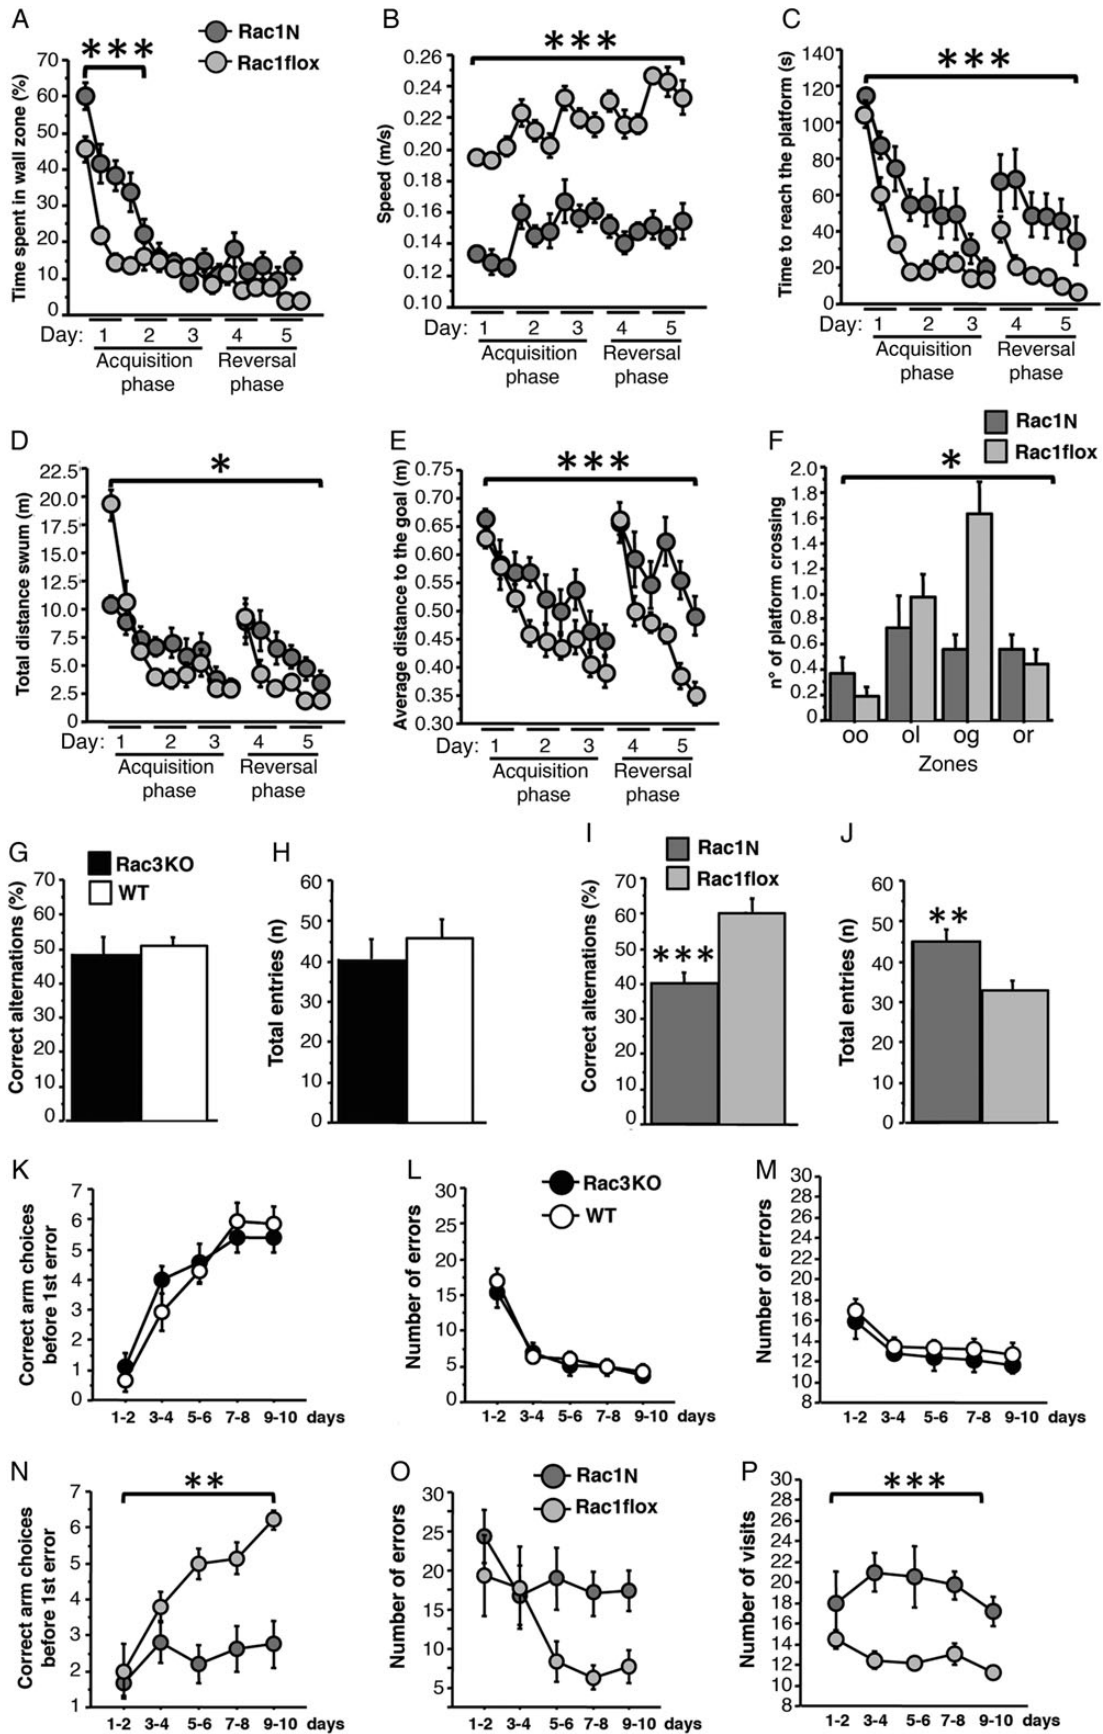 A
Rac1N
Rac1flox
***
Time spent in wall zone (%)
70
60
50
40
30
20
10
0
Day: 1 2 3 4 5
Acquisition phase
Reversal phase
B
***
Speed (m/s)
0.26
0.24
0.22
0.20
0.18
0.16
0.14
0.12
0.10
Day: 1 2 3 4 5
Acquisition phase
Reversal phase
C
***
Time to reach the platform (s)
140
120
100
80
60
40
20
0
Day: 1 2 3 4 5
Acquisition phase
Reversal phase
D
*
Total distance swum (m)
22.5
20.0
17.5
15.0
12.5
10.0
7.5
5.0
2.5
0
Day: 1 2 3 4 5
Acquisition phase
Reversal phase
E
***
Average distance to the goal (m)
0.75
0.70
0.65
0.60
0.55
0.50
0.45
0.40
0.35
0.30
Day: 1 2 3 4 5
Acquisition phase
Reversal phase
F
Rac1N
Rac1flox
*
n° of platform crossing
2.0
1.8
1.6
1.4
1.2
1.0
0.8
0.6
0.4
0.2
0
oo ol og or
Zones
G
Rac3KO
WT
Correct alternations (%)
70
60
50
40
30
20
10
0
H
Total entries (n)
60
50
40
30
20
10
0
I
Rac1N
Rac1flox
***
Correct alternations (%)
70
60
50
40
30
20
10
0
J
**
Total entries (n)
60
50
40
30
20
10
0
K
Correct arm choices
before 1st error
7
6
5
4
3
2
1
0
1-2 3-4 5-6 7-8 9-10 days
L
Rac3KO
WT
Number of errors
30
25
20
15
10
5
0
1-2 3-4 5-6 7-8 9-10 days
M
Number of errors
30
28
26
24
22
20
18
16
14
12
10
8
1-2 3-4 5-6 7-8 9-10 days
N
**
Correct arm choices
before 1st error
7
6
5
4
3
2
1
1-2 3-4 5-6 7-8 9-10 days
O
Rac1N
Rac1flox
Number of errors
30
25
20
15
10
5
1-2 3-4 5-6 7-8 9-10 days
P
***
Number of visits
30
28
26
24
22
20
18
16
14
12
10
8
1-2 3-4 5-6 7-8 9-10 days